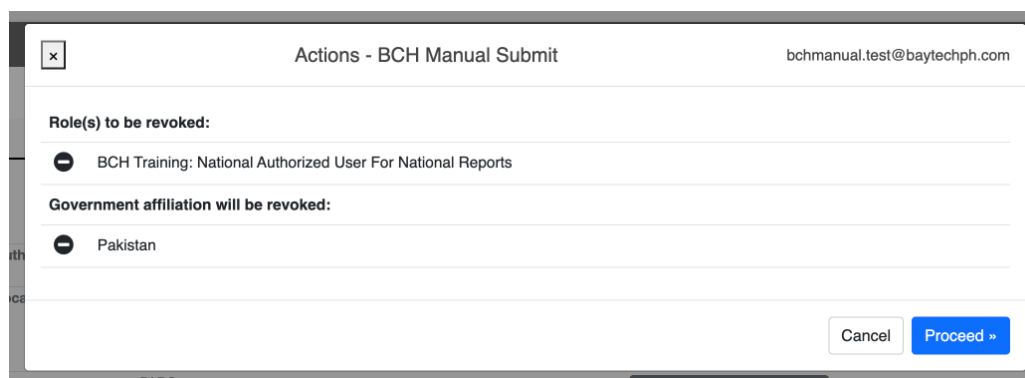 ×
Actions - BCH Manual Submit
bchmanual.test@baytechph.com
Role(s) to be revoked:
BCH Training: National Authorized User For National Reports
Government affiliation will be revoked:
Pakistan
Cancel
Proceed »